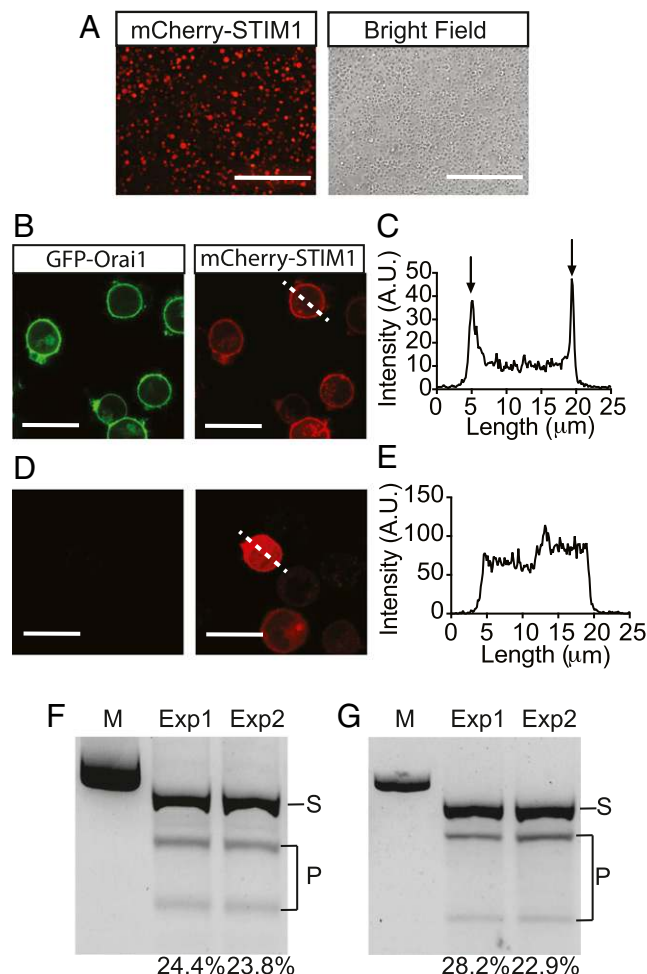 A
mCherry-STIM1
Bright Field
B
GFP-Orai1
mCherry-STIM1
C
Intensity (A.U.)
50
40
30
20
10
0
0 5 10 15 20 25
Length (μm)
D
E
Intensity (A.U.)
150
100
50
0
0 5 10 15 20 25
Length (μm)
F
M Exp1 Exp2
S
P
24.4% 23.8%
G
M Exp1 Exp2
S
P
28.2% 22.9%